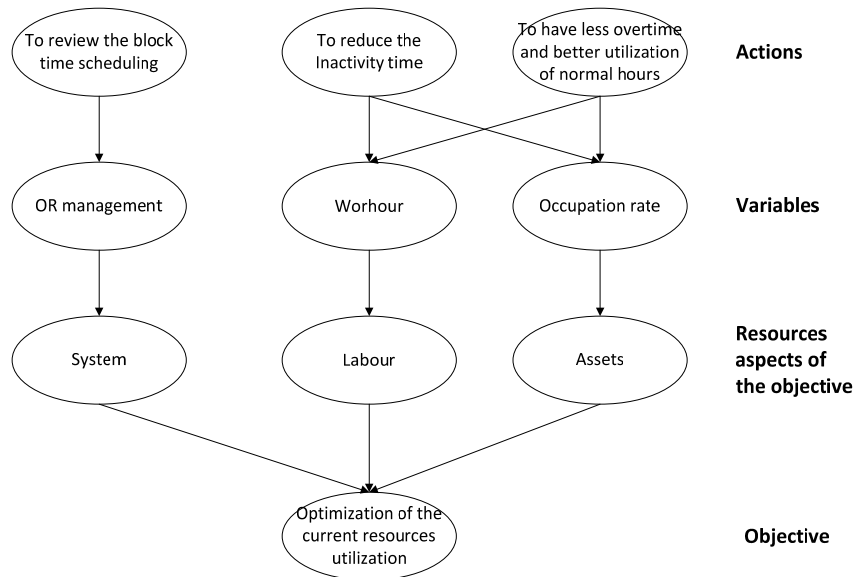 To review the block
time scheduling
To reduce the
Inactivity time
To have less overtime
and better utilization
of normal hours
Actions
OR management
Worhour
Occupation rate
Variables
System
Labour
Assets
Resources
aspects of
the objective
Optimization of the
current resources
utilization
Objective